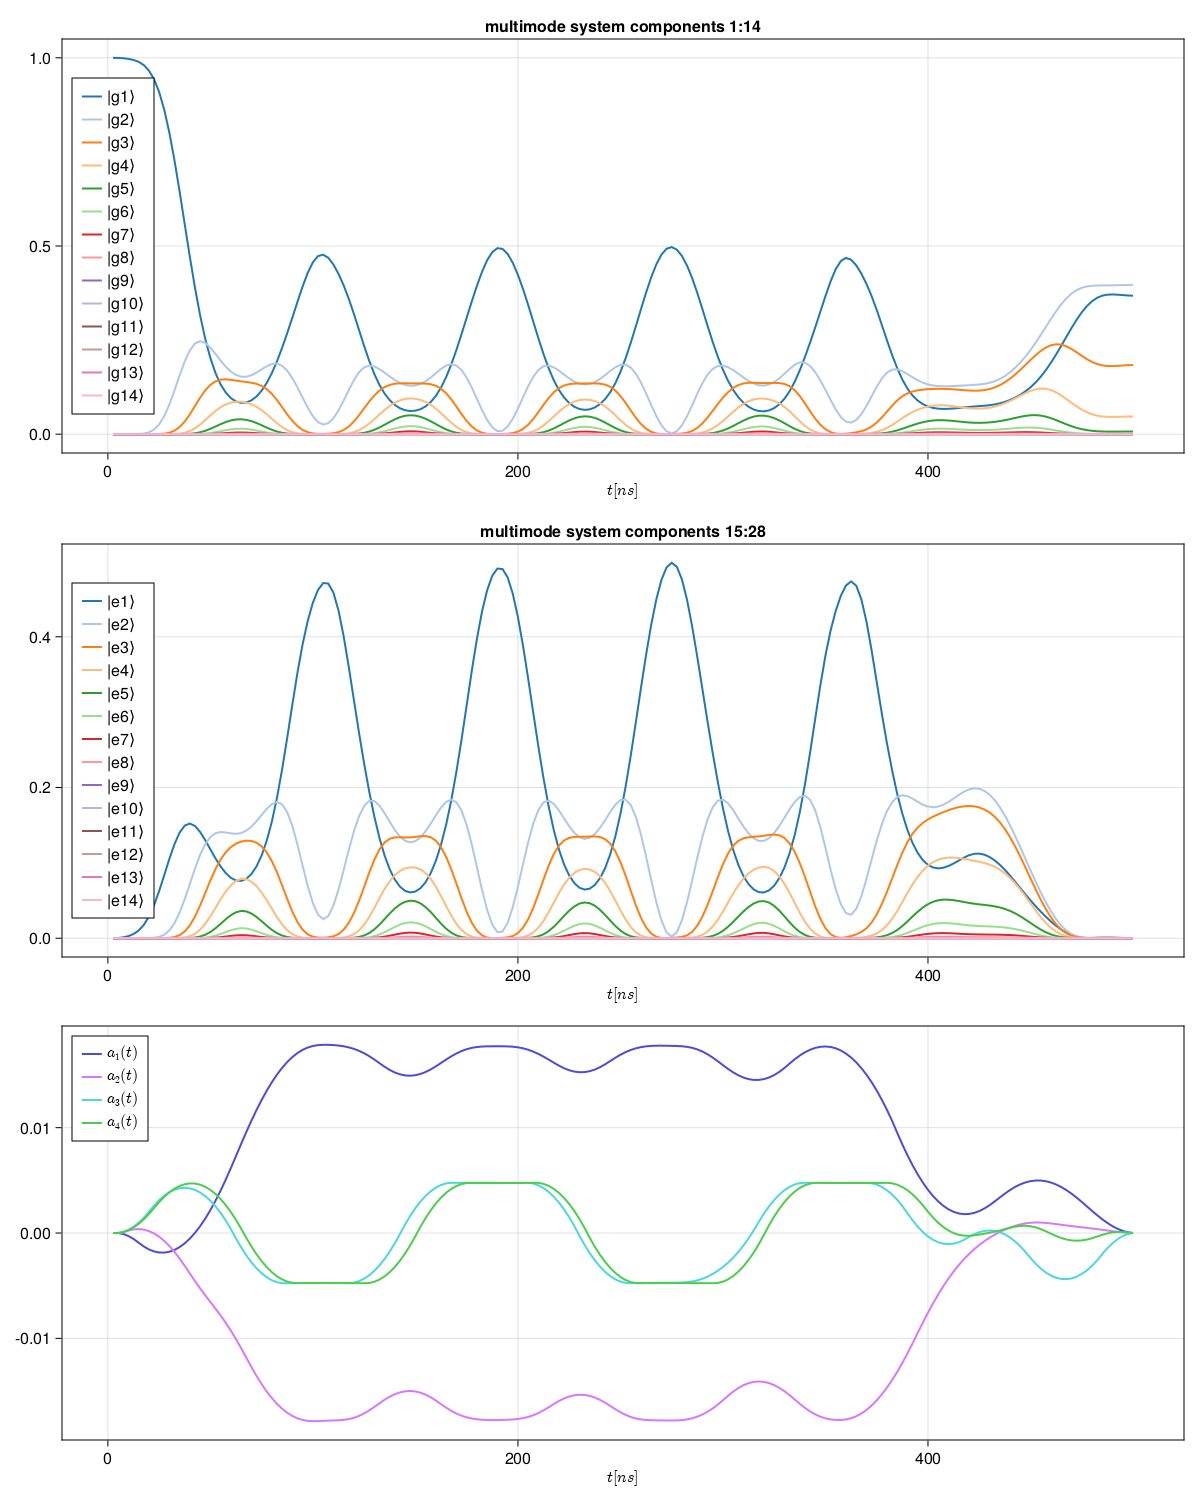 multimode system components 1:14
1.0
0.5
0.0
|g1⟩
|g2⟩
|g3⟩
|g4⟩
|g5⟩
|g6⟩
|g7⟩
|g8⟩
|g9⟩
|g10⟩
|g11⟩
|g12⟩
|g13⟩
|g14⟩
0 200 400
t[ns]
multimode system components 15:28
0.4
0.2
0.0
|e1⟩
|e2⟩
|e3⟩
|e4⟩
|e5⟩
|e6⟩
|e7⟩
|e8⟩
|e9⟩
|e10⟩
|e11⟩
|e12⟩
|e13⟩
|e14⟩
0 200 400
t[ns]
0.01
0.00
-0.01
a₁(t)
a₂(t)
a₃(t)
a₄(t)
0 200 400
t[ns]